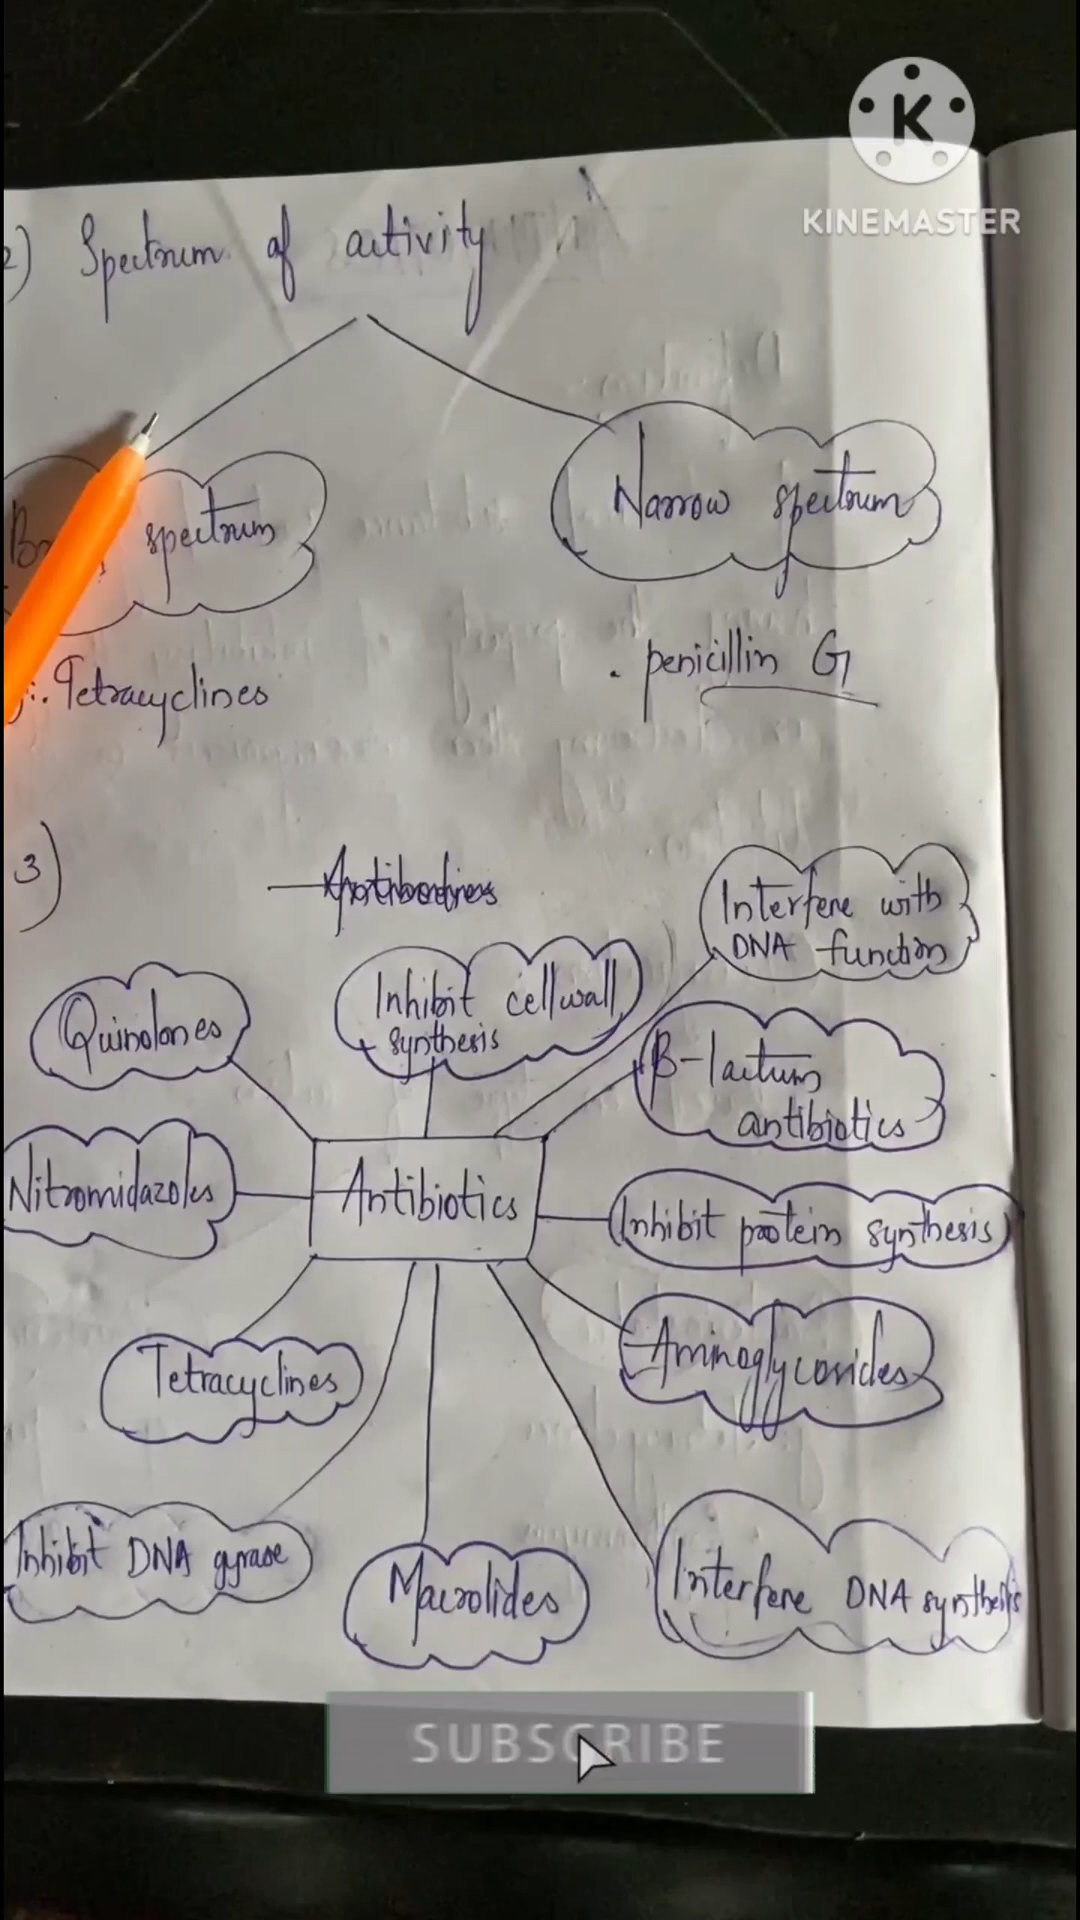 KINEMASTER
2) Spectrum of activity
spectrum
Narrow spectrum
Tetracyclines
. penicillin G
3)
Interfere with
DNA function
Quinolones
Inhibit cellwall
synthesis
β-lactum
antibiotics
Nitromidazoles
Antibiotics
Inhibit protein synthesis
Tetracyclines
Aminoglycosides
Inhibit DNA gyrase
Macrolides
Interfere DNA synthesis
SUBSCRIBE